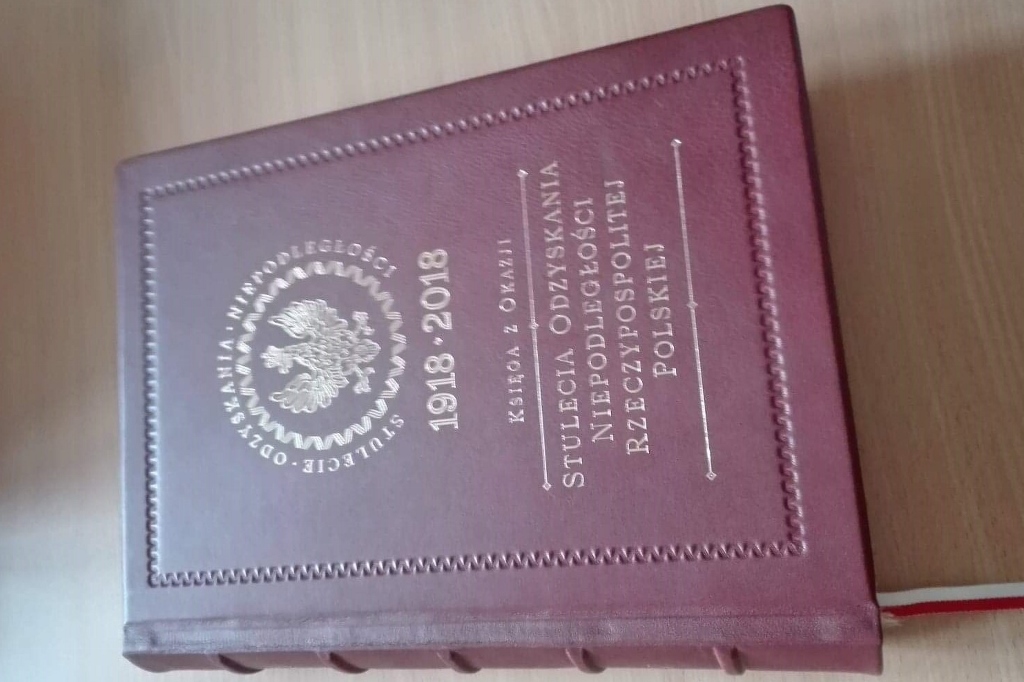 STULECIE · ODZYSKANIA · NIEPODLEGŁOŚCI
1918 · 2018
KSIĘGA Z OKAZJI
STULECIA ODZYSKANIA
NIEPODLEGŁOŚCI
RZECZYPOSPOLITEJ
POLSKIEJ